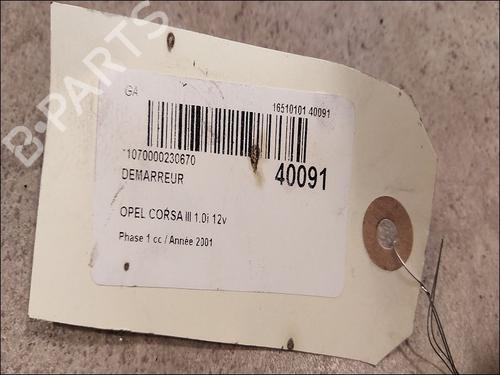 B-PARTS
GA
16510101 40091
*1070000230670
DEMARREUR
40091
OPEL CORSA III 1.0i 12v
Phase 1 cc / Année 2001